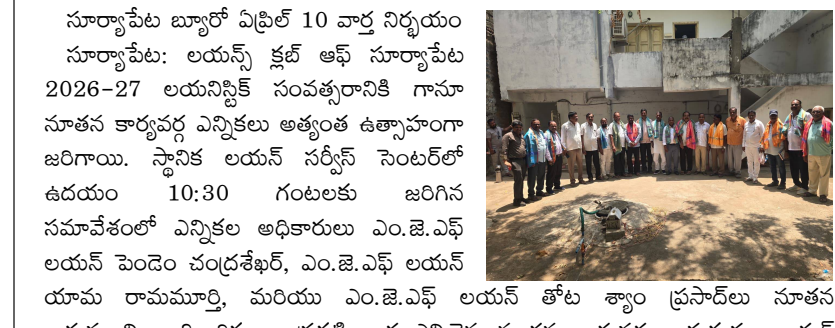 సూర్యాపేట బ్యూరో ఏప్రిల్ 10 వార్త నిర్భయం
సూర్యాపేట: లయన్స్ క్లబ్ ఆఫ్ సూర్యాపేట
2026-27 లయనిస్టిక్ సంవత్సరానికి గానూ
నూతన కార్యవర్గ ఎన్నికలు అత్యంత ఉత్సాహంగా
జరిగాయి. స్థానిక లయన్ సర్వీస్ సెంటర్‌లో
ఉదయం 10:30 గంటలకు జరిగిన
సమావేశంలో ఎన్నికల అధికారులు ఎం.జె.ఎఫ్
లయన్ పెండెం చంద్రశేఖర్, ఎం.జె.ఎఫ్ లయన్
యామ రామమూర్తి, మరియు ఎం.జె.ఎఫ్ లయన్ తోట శ్యాం ప్రసాద్‌లు నూతన